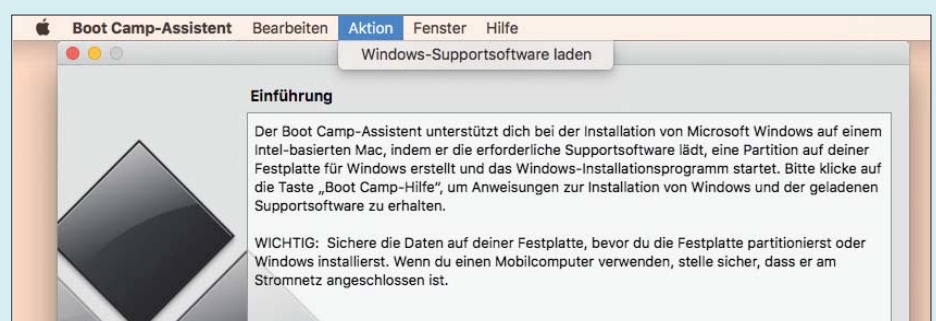 Boot Camp-Assistent Bearbeiten Aktion Fenster Hilfe
Windows-Supportsoftware laden
Einführung
Der Boot Camp-Assistent unterstützt dich bei der Installation von Microsoft Windows auf einem
Intel-basierten Mac, indem er die erforderliche Supportsoftware lädt, eine Partition auf deiner
Festplatte für Windows erstellt und das Windows-Installationsprogramm startet. Bitte klicke auf
die Taste „Boot Camp-Hilfe“, um Anweisungen zur Installation von Windows und der geladenen
Supportsoftware zu erhalten.
WICHTIG: Sichere die Daten auf deiner Festplatte, bevor du die Festplatte partitionierst oder
Windows installierst. Wenn du einen Mobilcomputer verwenden, stelle sicher, dass er am
Stromnetz angeschlossen ist.